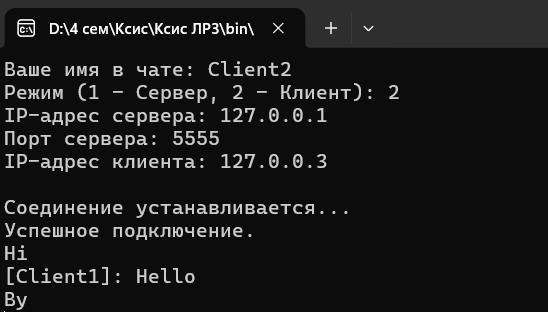 D:\4 сем\Ксис\Ксис ЛР3\bin\
Ваше имя в чате: Client2
Режим (1 - Сервер, 2 - Клиент): 2
IP-адрес сервера: 127.0.0.1
Порт сервера: 5555
IP-адрес клиента: 127.0.0.3
Соединение устанавливается...
Успешное подключение.
Hi
[Client1]: Hello
By